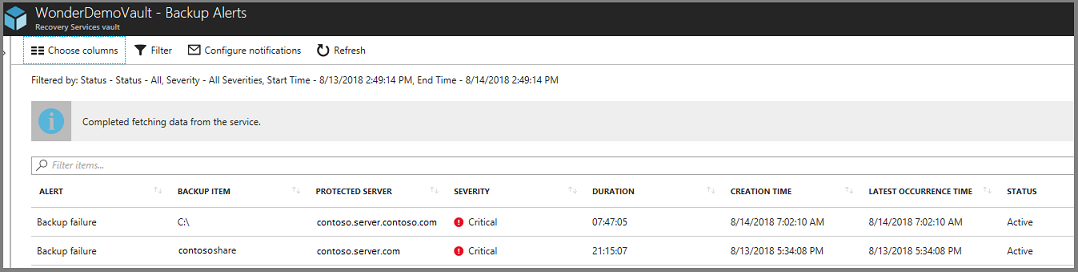 WonderDemoVault - Backup Alerts
Recovery Services vault
Choose columns Filter Configure notifications Refresh
Filtered by: Status - Status - All, Severity - All Severities, Start Time - 8/13/2018 2:49:14 PM, End Time - 8/14/2018 2:49:14 PM
Completed fetching data from the service.
Filter items...
ALERT BACKUP ITEM PROTECTED SERVER SEVERITY DURATION CREATION TIME LATEST OCCURRENCE TIME STATUS
Backup failure C:\ contoso.server.contoso.com Critical 07:47:05 8/14/2018 7:02:10 AM 8/14/2018 7:02:10 AM Active
Backup failure contososhare contoso.server.com Critical 21:15:07 8/13/2018 5:34:08 PM 8/13/2018 5:34:08 PM Active